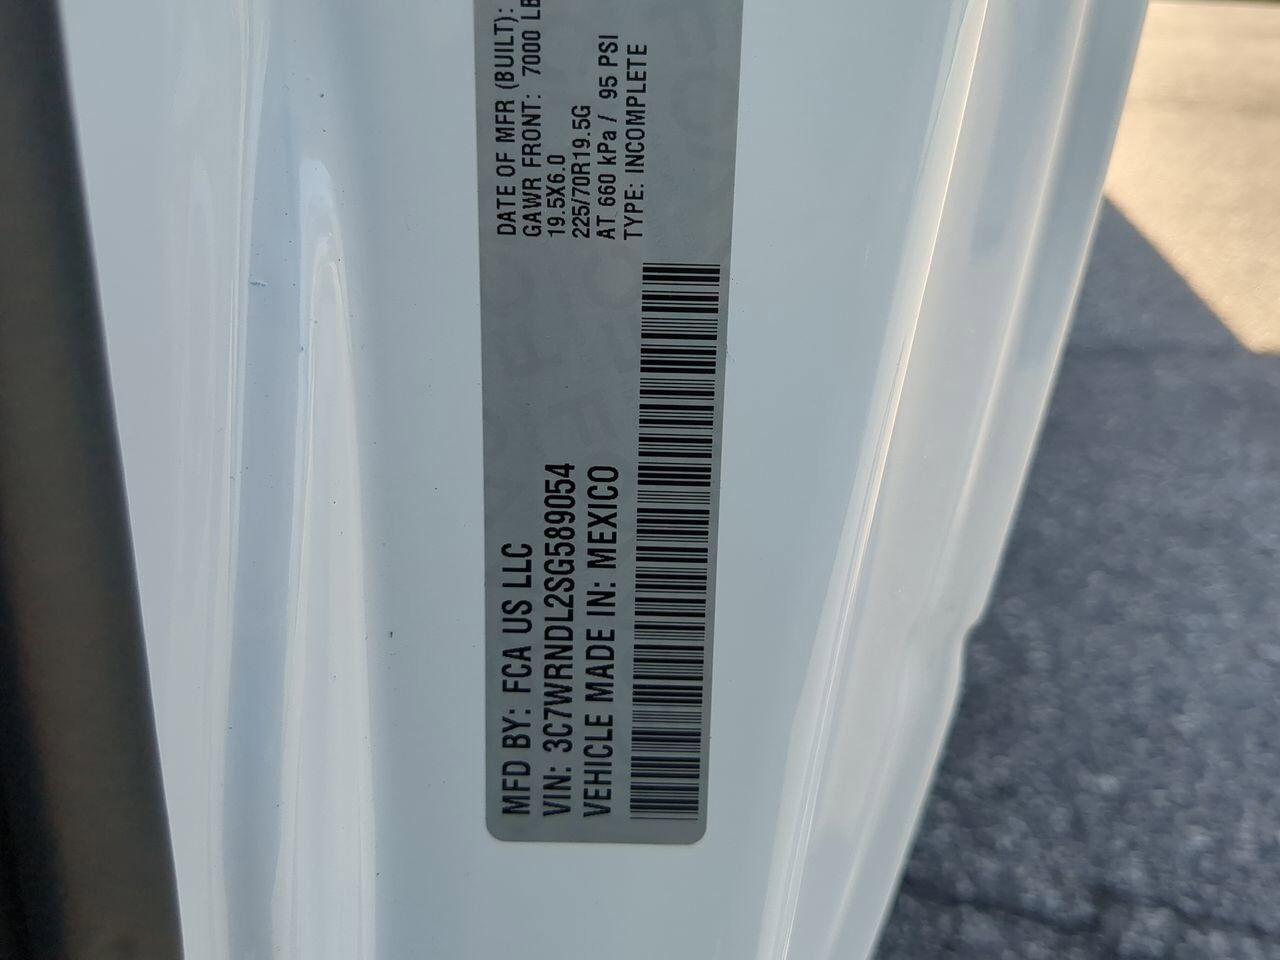 MFD BY: FCA US LLC
VIN: 3C7WRNDL2SG589054
VEHICLE MADE IN: MEXICO
DATE OF MFR (BUILT):
GAWR FRONT: 7000 LB
19.5X6.0
225/70R19.5G
AT 660 kPa / 95 PSI
TYPE: INCOMPLETE